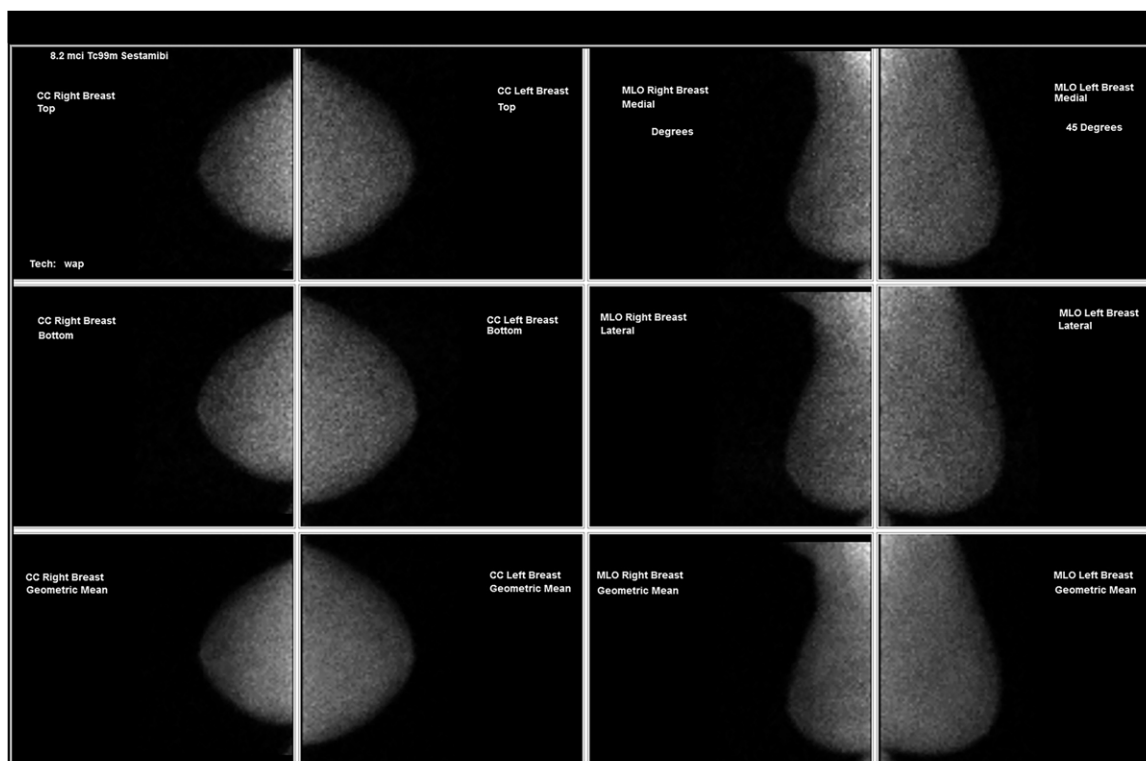 8.2 mci Tc99m Sestamibi
CC Right Breast
Top
Tech: wap
CC Left Breast
Top
MLO Right Breast
Medial
Degrees
MLO Left Breast
Medial
45 Degrees
CC Right Breast
Bottom
CC Left Breast
Bottom
MLO Right Breast
Lateral
MLO Left Breast
Lateral
CC Right Breast
Geometric Mean
CC Left Breast
Geometric Mean
MLO Right Breast
Geometric Mean
MLO Left Breast
Geometric Mean